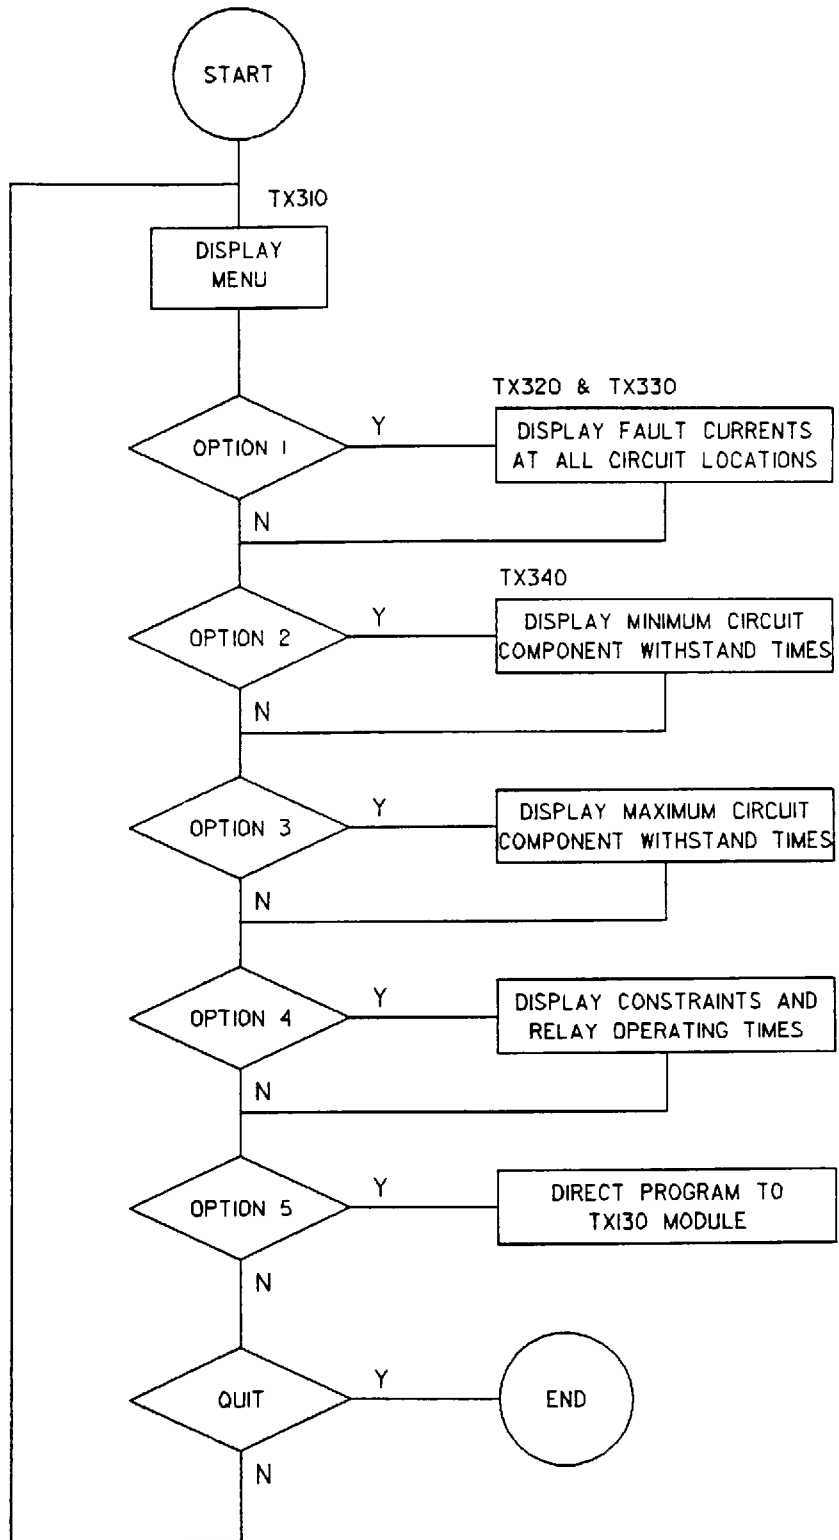 START
TX310
DISPLAY
MENU
TX320 & TX330
OPTION 1
Y
DISPLAY FAULT CURRENTS
AT ALL CIRCUIT LOCATIONS
N
TX340
OPTION 2
Y
DISPLAY MINIMUM CIRCUIT
COMPONENT WITHSTAND TIMES
N
OPTION 3
Y
DISPLAY MAXIMUM CIRCUIT
COMPONENT WITHSTAND TIMES
N
OPTION 4
Y
DISPLAY CONSTRAINTS AND
RELAY OPERATING TIMES
N
OPTION 5
Y
DIRECT PROGRAM TO
TX130 MODULE
N
QUIT
Y
END
N